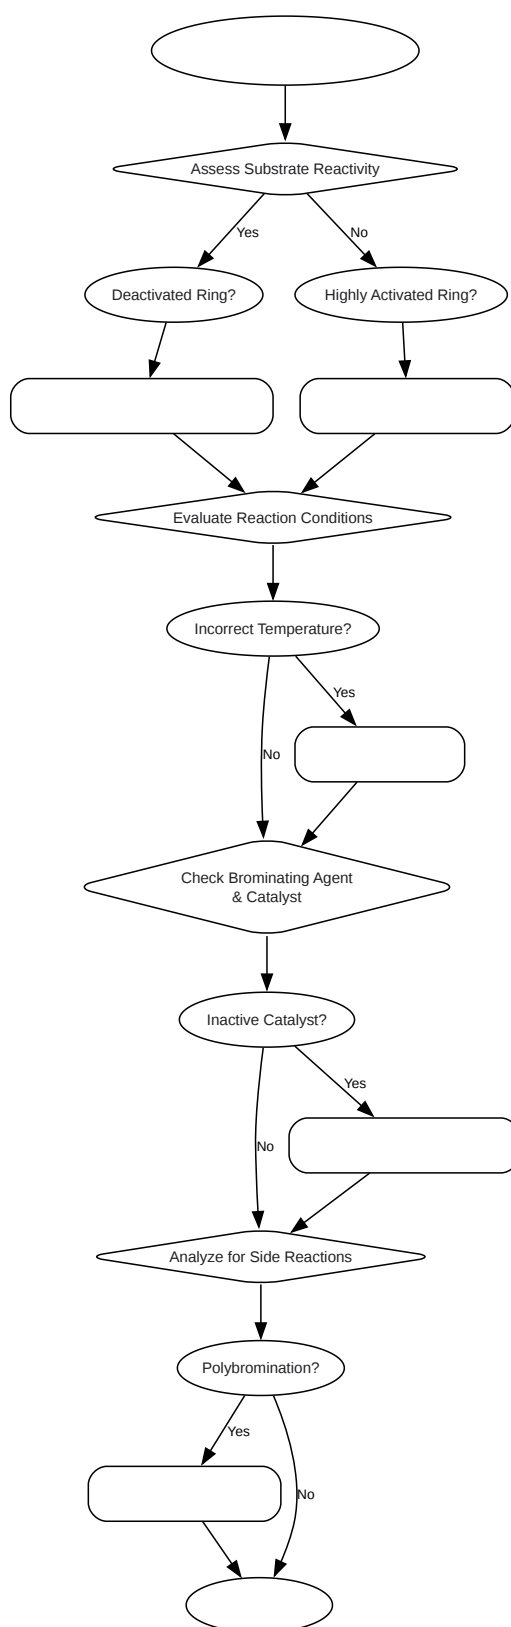 Assess Substrate Reactivity
Yes
No
Deactivated Ring?
Highly Activated Ring?
Evaluate Reaction Conditions
Incorrect Temperature?
Yes
No
Check Brominating Agent
& Catalyst
Inactive Catalyst?
Yes
No
Analyze for Side Reactions
Polybromination?
Yes
No